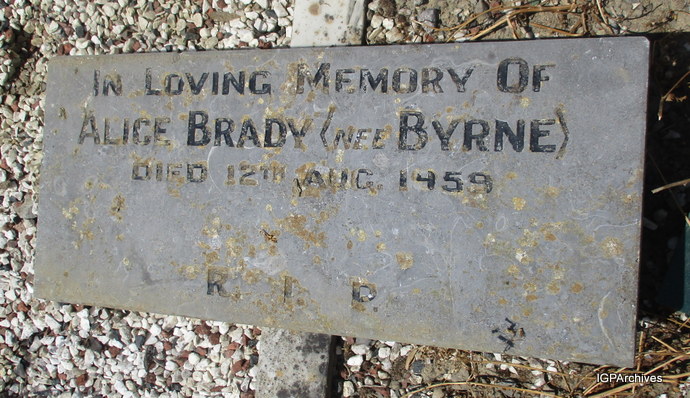 In Loving Memory Of
Alice Brady (nee Byrne)
Died 12th Aug. 1959
R. I. P.
IGPArchives